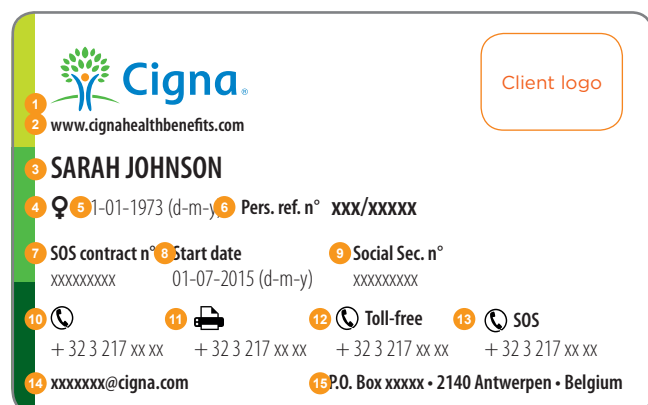 Cigna®
Client logo
1
2 www.cignahealthbenefits.com
3 SARAH JOHNSON
4 ♀ 5 1-01-1973 (d-m-y) 6 Pers. ref. n° xxx/xxxxx
7 SOS contract n° 8 Start date 9 Social Sec. n°
xxxxxxxxx 01-07-2015 (d-m-y) xxxxxxxxx
10 11 12 Toll-free 13 SOS
+ 32 3 217 xx xx + 32 3 217 xx xx + 32 3 217 xx xx + 32 3 217 xx xx
14 xxxxxxx@cigna.com 15 P.O. Box xxxxx • 2140 Antwerpen • Belgium